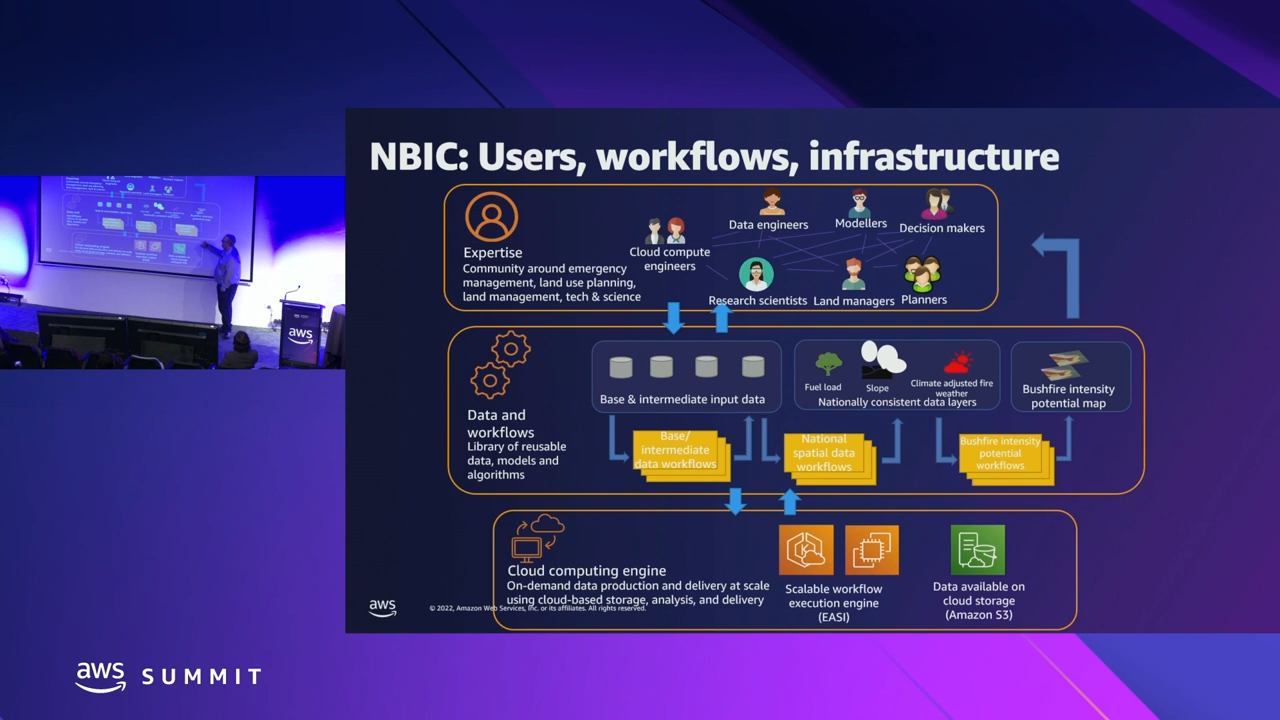 NBIC: Users, workflows, infrastructure
Expertise
Community around emergency
management, land use planning,
land management, tech & science
Cloud compute
engineers
Data engineers
Modellers
Decision makers
Research scientists
Land managers
Planners
Data and
workflows
Library of reusable
data, models and
algorithms
Base & intermediate input data
Fuel load
Slope
Climate adjusted fire
weather
Nationally consistent data layers
Bushfire intensity
potential map
Base/
intermediate
data workflows
National
spatial data
workflows
Bushfire intensity
potential
workflows
Cloud computing engine
On-demand data production and delivery at scale
using cloud-based storage, analysis, and delivery
Scalable workflow
execution engine
(EASI)
Data available on
cloud storage
(Amazon S3)
aws
© 2022, Amazon Web Services, Inc. or its affiliates. All rights reserved.
aws
aws SUMMIT